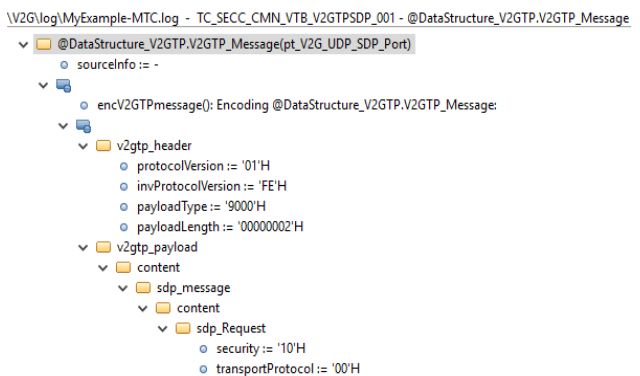 \V2G\log\MyExample-MTC.log - TC_SECC_CMN_VTB_V2GTPSDP_001 - @DataStructure_V2GTP.V2GTP_Message
@DataStructure_V2GTP.V2GTP_Message(pt_V2G_UDP_SDP_Port)
sourceInfo := -
encV2GTPmessage(): Encoding @DataStructure_V2GTP.V2GTP_Message:
v2gtp_header
protocolVersion := '01'H
invProtocolVersion := 'FE'H
payloadType := '9000'H
payloadLength := '00000002'H
v2gtp_payload
content
sdp_message
content
sdp_Request
security := '10'H
transportProtocol := '00'H